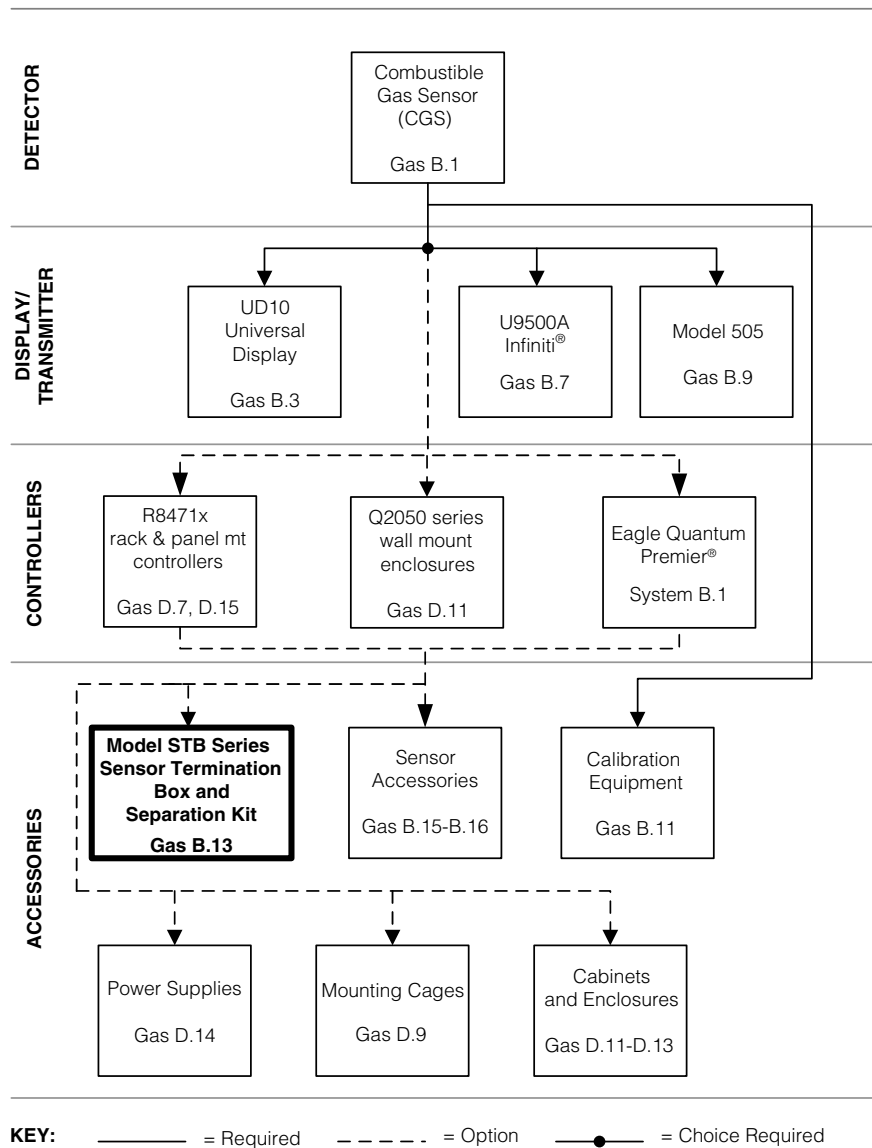 DETECTOR
Combustible
Gas Sensor
(CGS)
Gas B.1
DISPLAY/
TRANSMITTER
UD10
Universal
Display
Gas B.3
U9500A
Infiniti®
Gas B.7
Model 505
Gas B.9
CONTROLLERS
R8471x
rack & panel mt
controllers
Gas D.7, D.15
Q2050 series
wall mount
enclosures
Gas D.11
Eagle Quantum
Premier®
System B.1
ACCESSORIES
Model STB Series
Sensor Termination
Box and
Separation Kit
Gas B.13
Sensor
Accessories
Gas B.15-B.16
Calibration
Equipment
Gas B.11
Power Supplies
Gas D.14
Mounting Cages
Gas D.9
Cabinets
and Enclosures
Gas D.11-D.13
KEY: = Required = Option = Choice Required